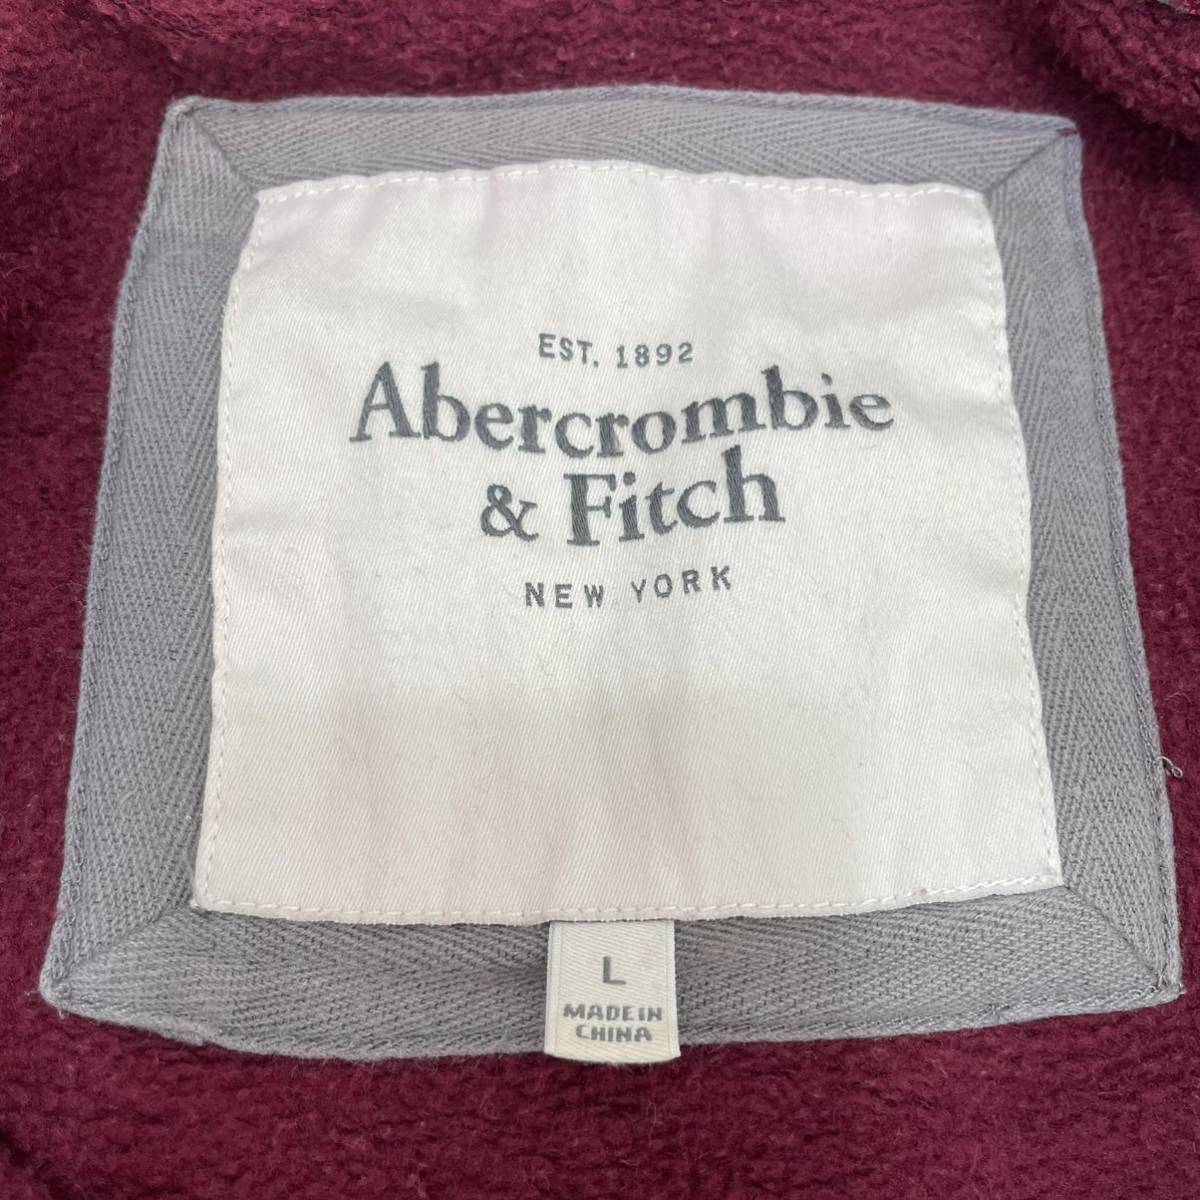 EST. 1892
Abercrombie
& Fitch
NEW YORK
L
MADE IN
CHINA